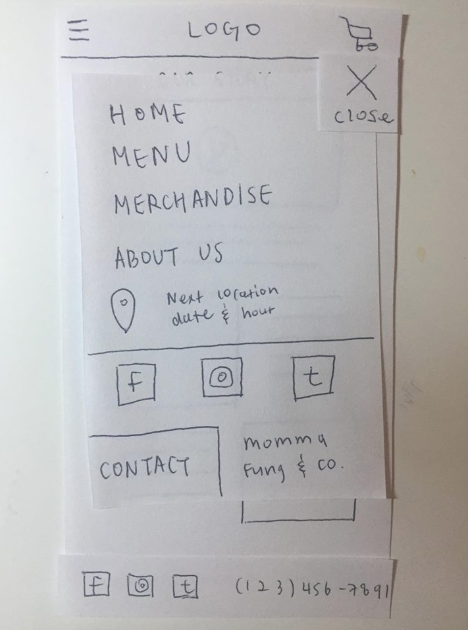 LOGO
close
HOME
MENU
MERCHANDISE
ABOUT US
Next location
date & hour
f
t
CONTACT
momma
Fung & CO.
f
t
(123)456-7891